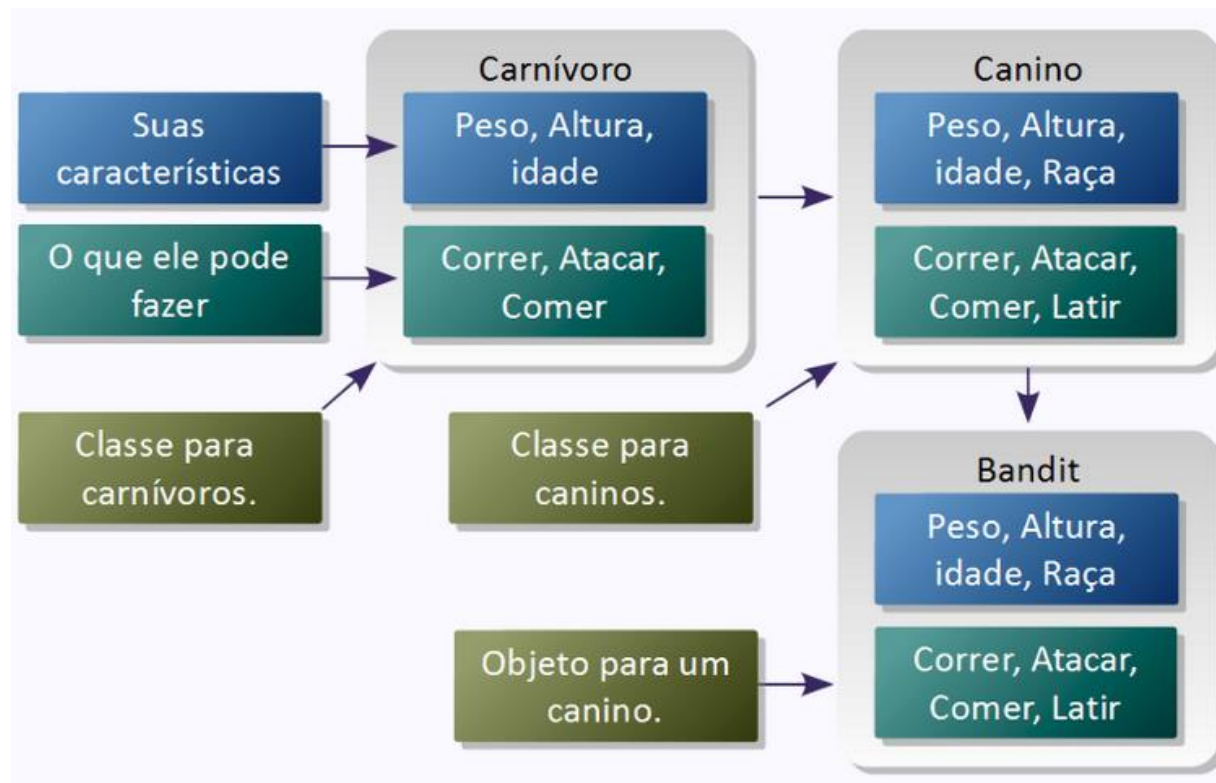 Carnívoro
Suas
características
Peso, Altura,
idade
O que ele pode
fazer
Correr, Atacar,
Comer
Canino
Peso, Altura,
idade, Raça
Correr, Atacar,
Comer, Latir
Classe para
carnívoros.
Classe para
caninos.
Bandit
Peso, Altura,
idade, Raça
Correr, Atacar,
Comer, Latir
Objeto para um
canino.